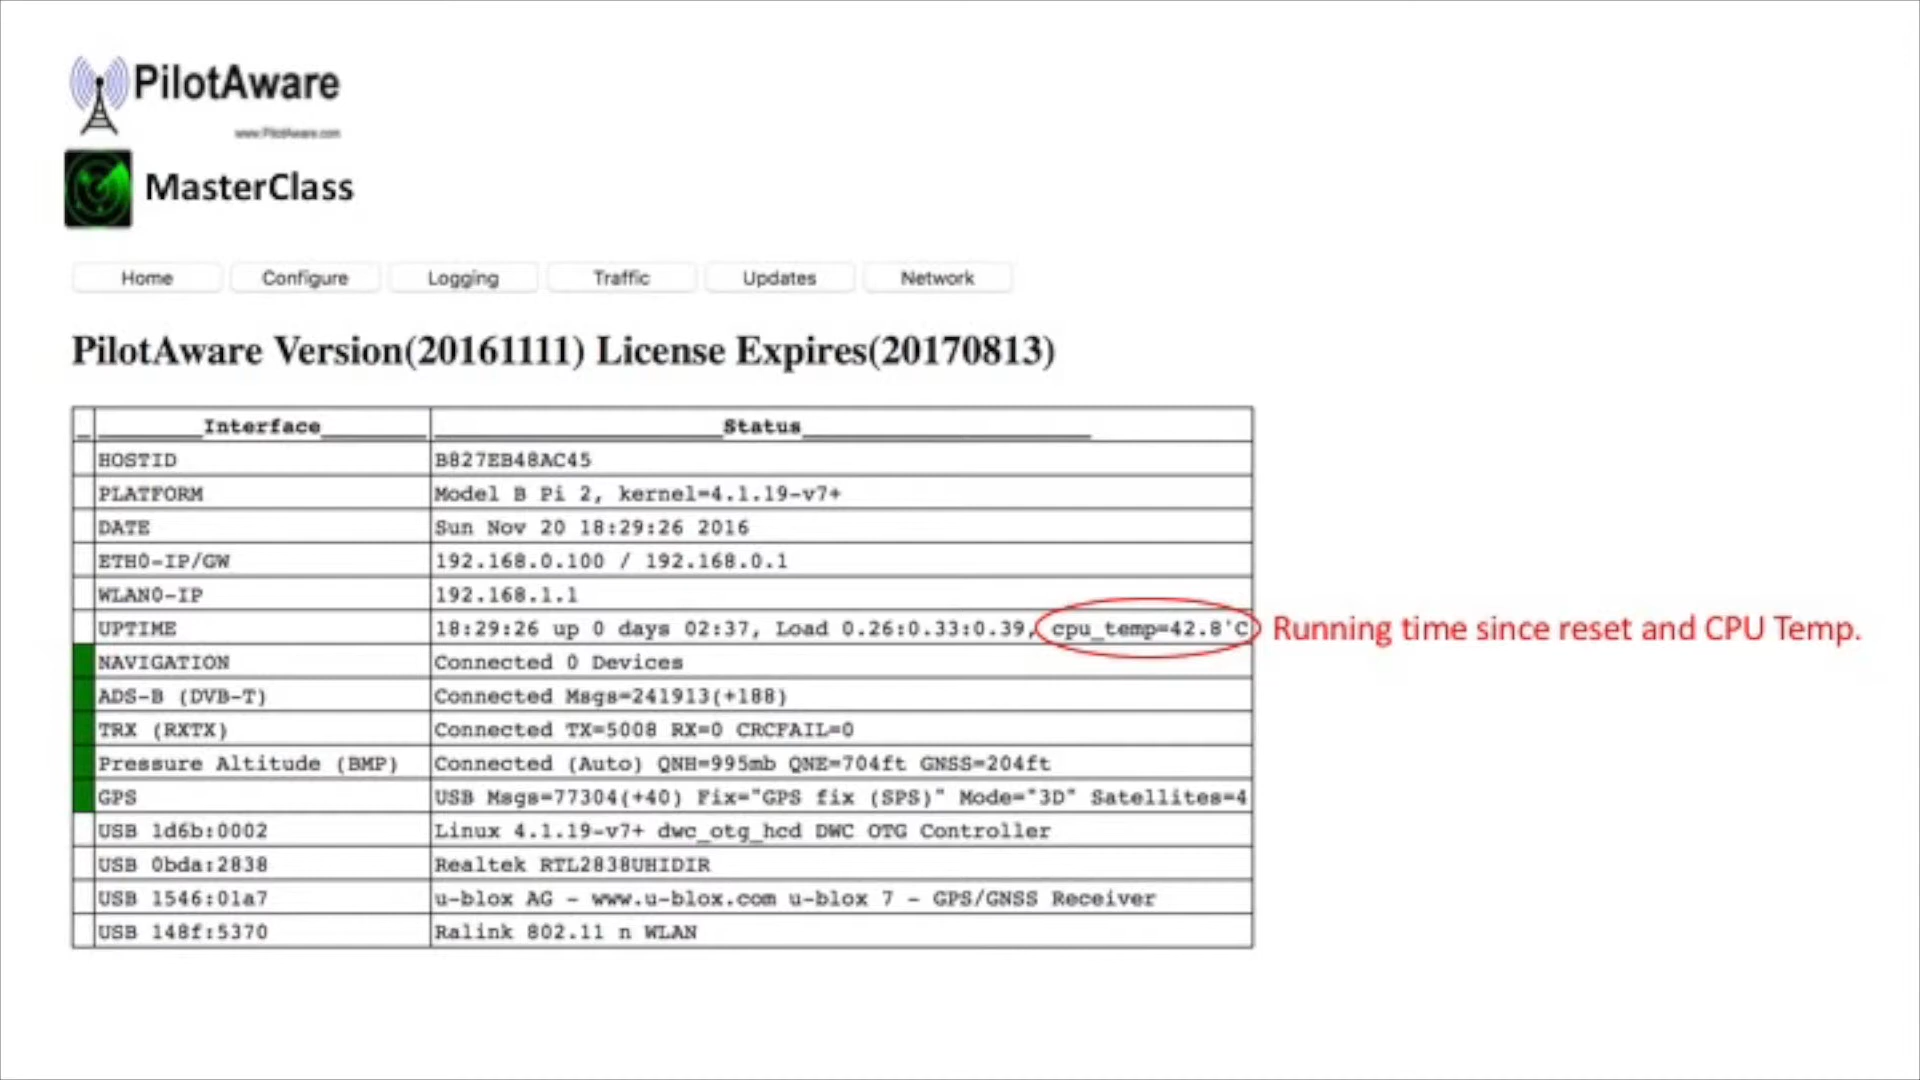 PilotAware
www.PilotAware.com
MasterClass
Home Configure Logging Traffic Updates Network
PilotAware Version(20161111) License Expires(20170813)
_ ________Interface________ ______________________Status______________________
HOSTID B827EB48AC45
PLATFORM Model B Pi 2, kernel=4.1.19-v7+
DATE Sun Nov 20 18:29:26 2016
ETH0-IP/GW 192.168.0.100 / 192.168.0.1
WLAN0-IP 192.168.1.1
UPTIME 18:29:26 up 0 days 02:37, Load 0.26:0.33:0.39, cpu_temp=42.8'C Running time since reset and CPU Temp.
NAVIGATION Connected 0 Devices
ADS-B (DVB-T) Connected Msgs=241913(+188)
TRX (RXTX) Connected TX=5008 RX=0 CRCFAIL=0
Pressure Altitude (BMP) Connected (Auto) QNH=995mb QNE=704ft GNSS=204ft
GPS USB Msgs=77304(+40) Fix="GPS fix (SPS)" Mode="3D" Satellites=4
USB 1d6b:0002 Linux 4.1.19-v7+ dwc_otg_hcd DWC OTG Controller
USB 0bda:2838 Realtek RTL2838UHIDIR
USB 1546:01a7 u-blox AG - www.u-blox.com u-blox 7 - GPS/GNSS Receiver
USB 148f:5370 Ralink 802.11 n WLAN